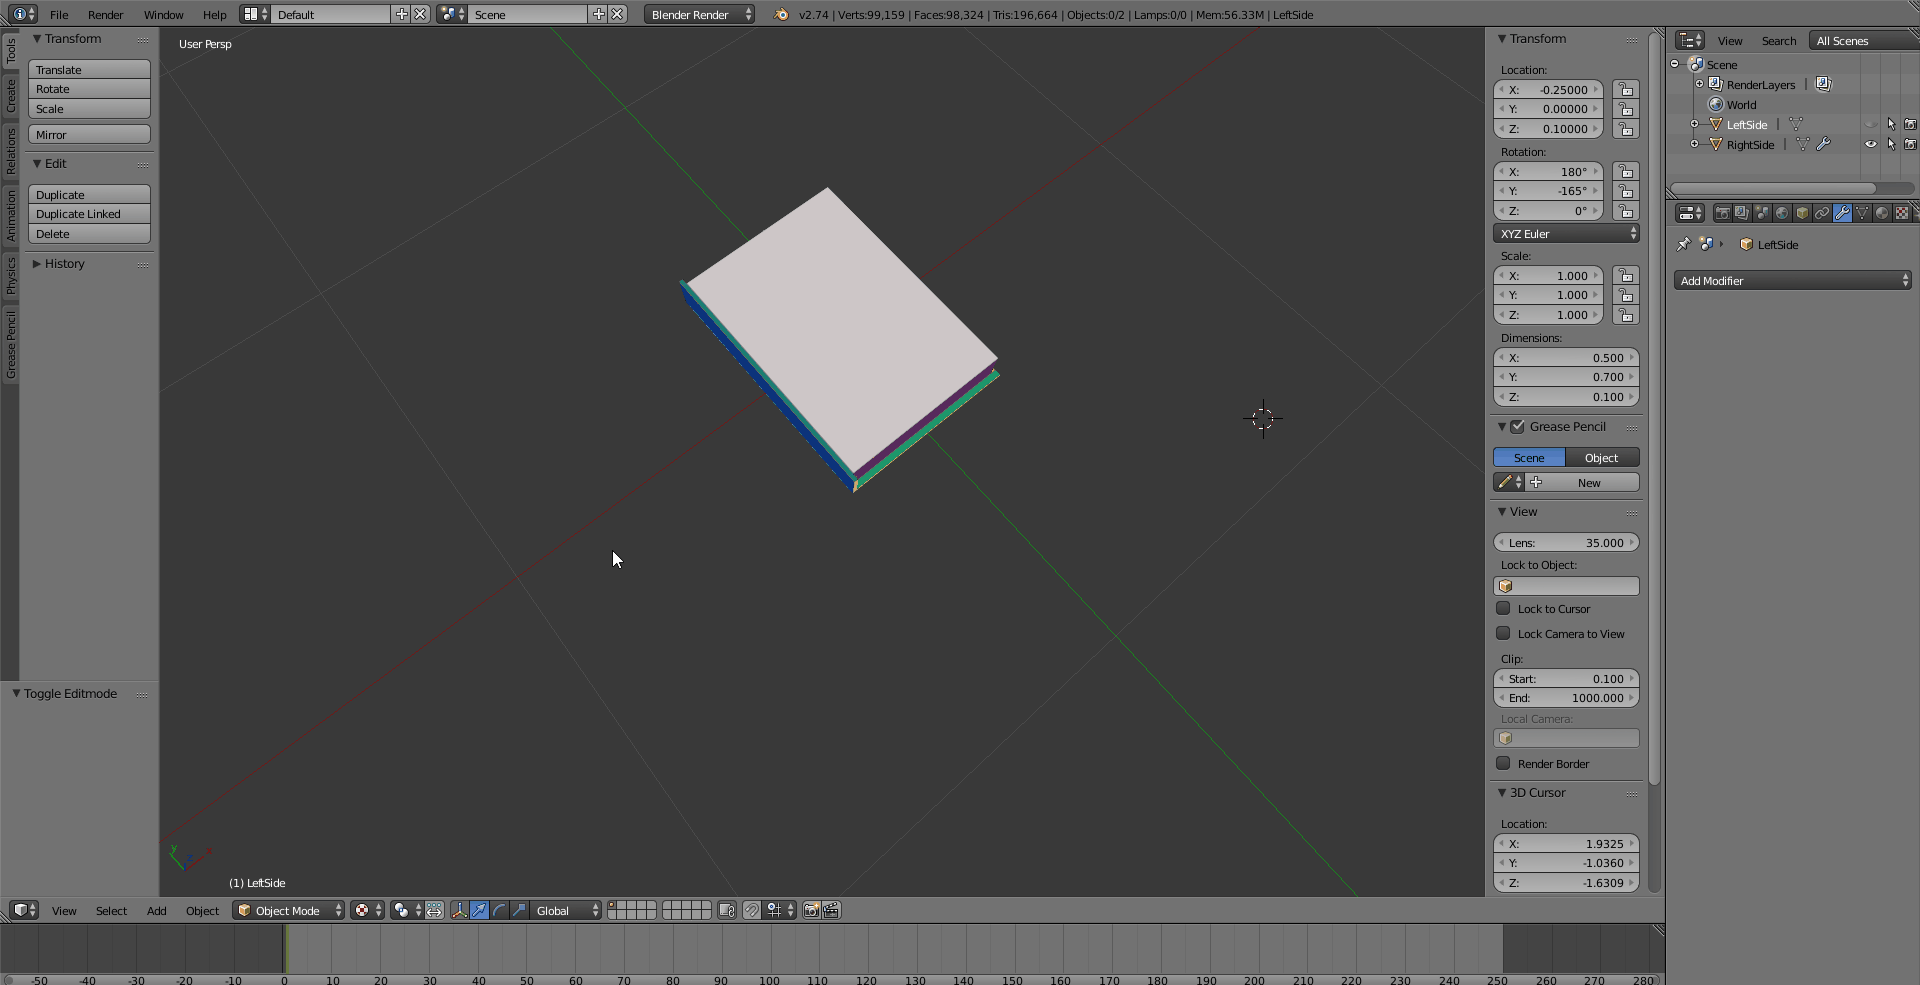 File Render Window Help Default Scene Blender Render v2.74 | Verts:99,159 | Faces:98,324 | Tris:196,664 | Objects:0/2 | Lamps:0/0 | Mem:56.33M | LeftSide
Tools
Create
Relations
Animation
Physics
Grease Pencil
Transform
Translate
Rotate
Scale
Mirror
Edit
Duplicate
Duplicate Linked
Delete
History
Toggle Editmode
User Persp
y
z
x
(1) LeftSide
Transform
Location:
X: -0.25000
Y: 0.00000
Z: 0.10000
Rotation:
X: 180°
Y: -165°
Z: 0°
XYZ Euler
Scale:
X: 1.000
Y: 1.000
Z: 1.000
Dimensions:
X: 0.500
Y: 0.700
Z: 0.100
Grease Pencil
Scene Object
New
View
Lens: 35.000
Lock to Object:
Lock to Cursor
Lock Camera to View
Clip:
Start: 0.100
End: 1000.000
Local Camera:
Render Border
3D Cursor
Location:
X: 1.9325
Y: -1.0360
Z: -1.6309
View Search All Scenes
Scene
RenderLayers |
World
LeftSide |
RightSide |
LeftSide
Add Modifier
View Select Add Object Object Mode Global
-50 -40 -30 -20 -10 0 10 20 30 40 50 60 70 80 90 100 110 120 130 140 150 160 170 180 190 200 210 220 230 240 250 260 270 280